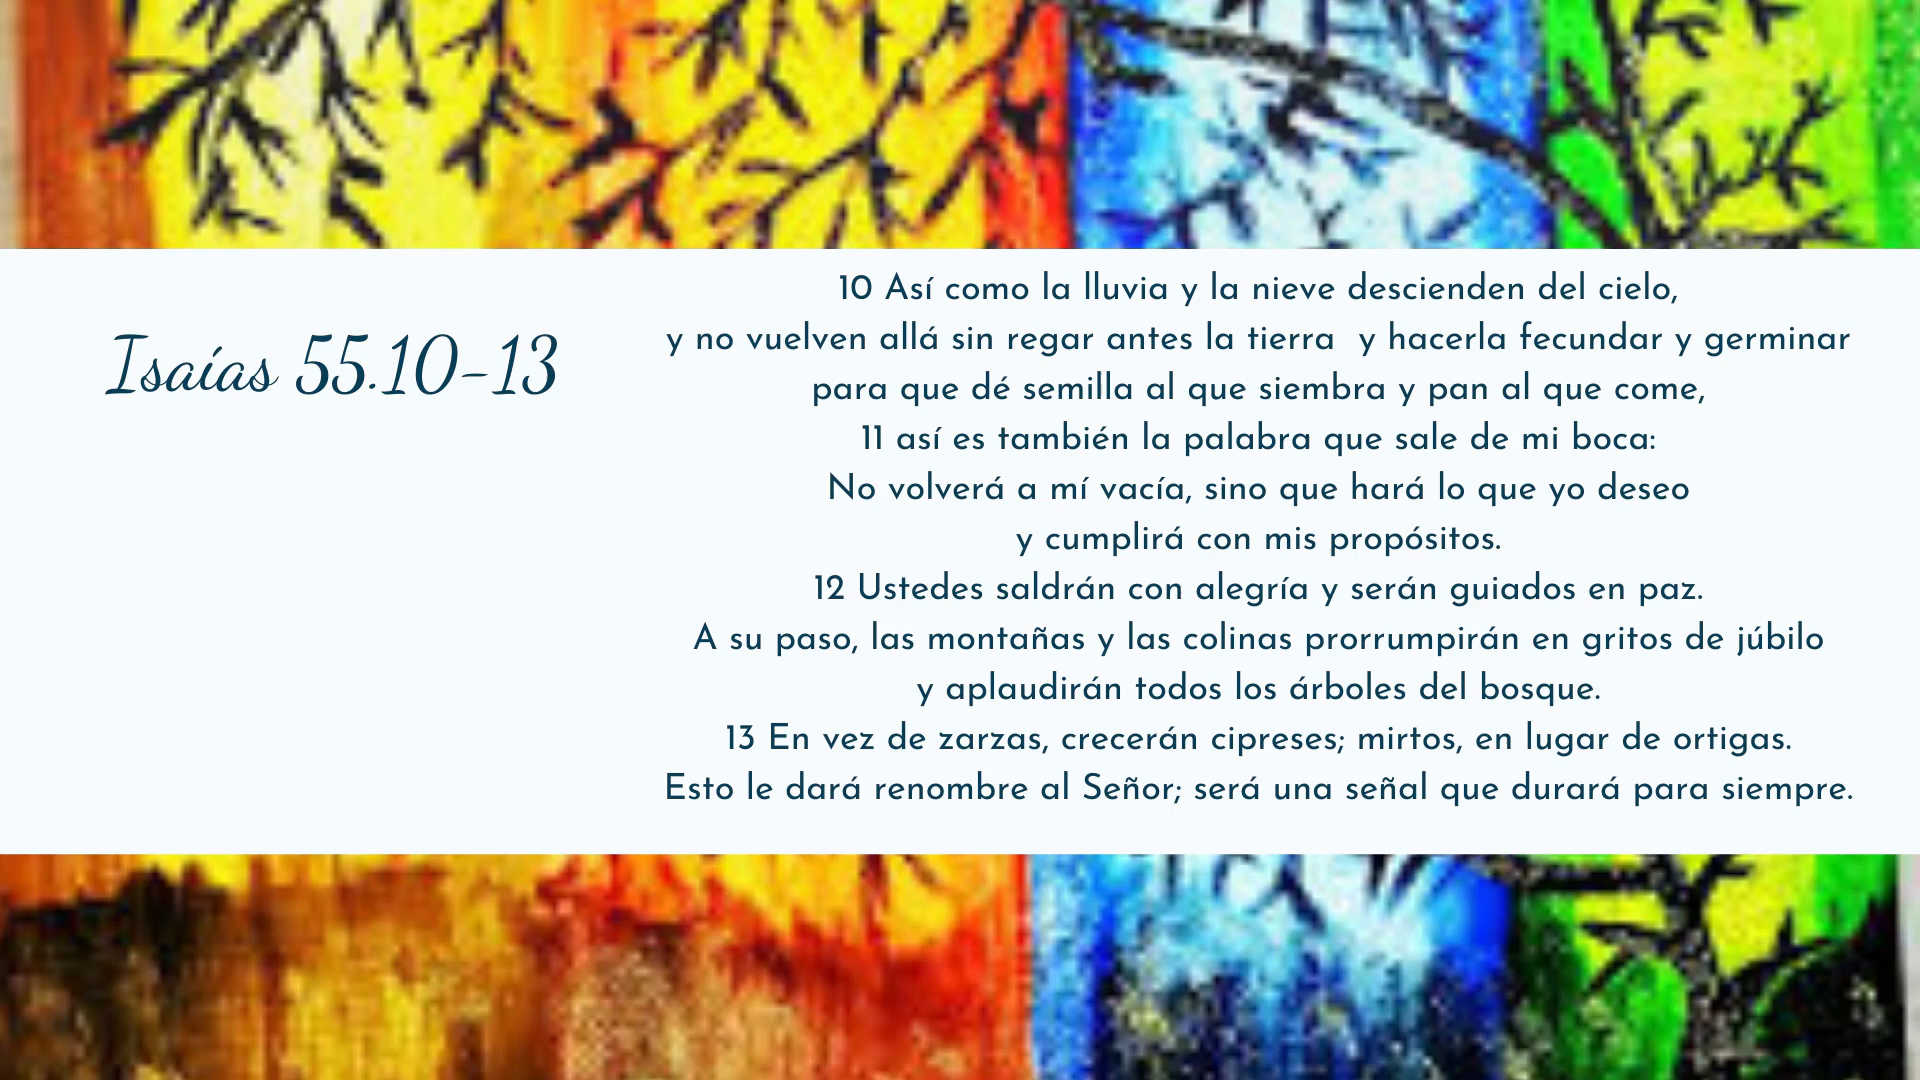 Isaías 55.10-13
10 Así como la lluvia y la nieve descienden del cielo,
y no vuelven allá sin regar antes la tierra  y hacerla fecundar y germinar
para que dé semilla al que siembra y pan al que come,
11 así es también la palabra que sale de mi boca:
No volverá a mí vacía, sino que hará lo que yo deseo
y cumplirá con mis propósitos.
12 Ustedes saldrán con alegría y serán guiados en paz.
A su paso, las montañas y las colinas prorrumpirán en gritos de júbilo
y aplaudirán todos los árboles del bosque.
13 En vez de zarzas, crecerán cipreses; mirtos, en lugar de ortigas.
Esto le dará renombre al Señor; será una señal que durará para siempre.